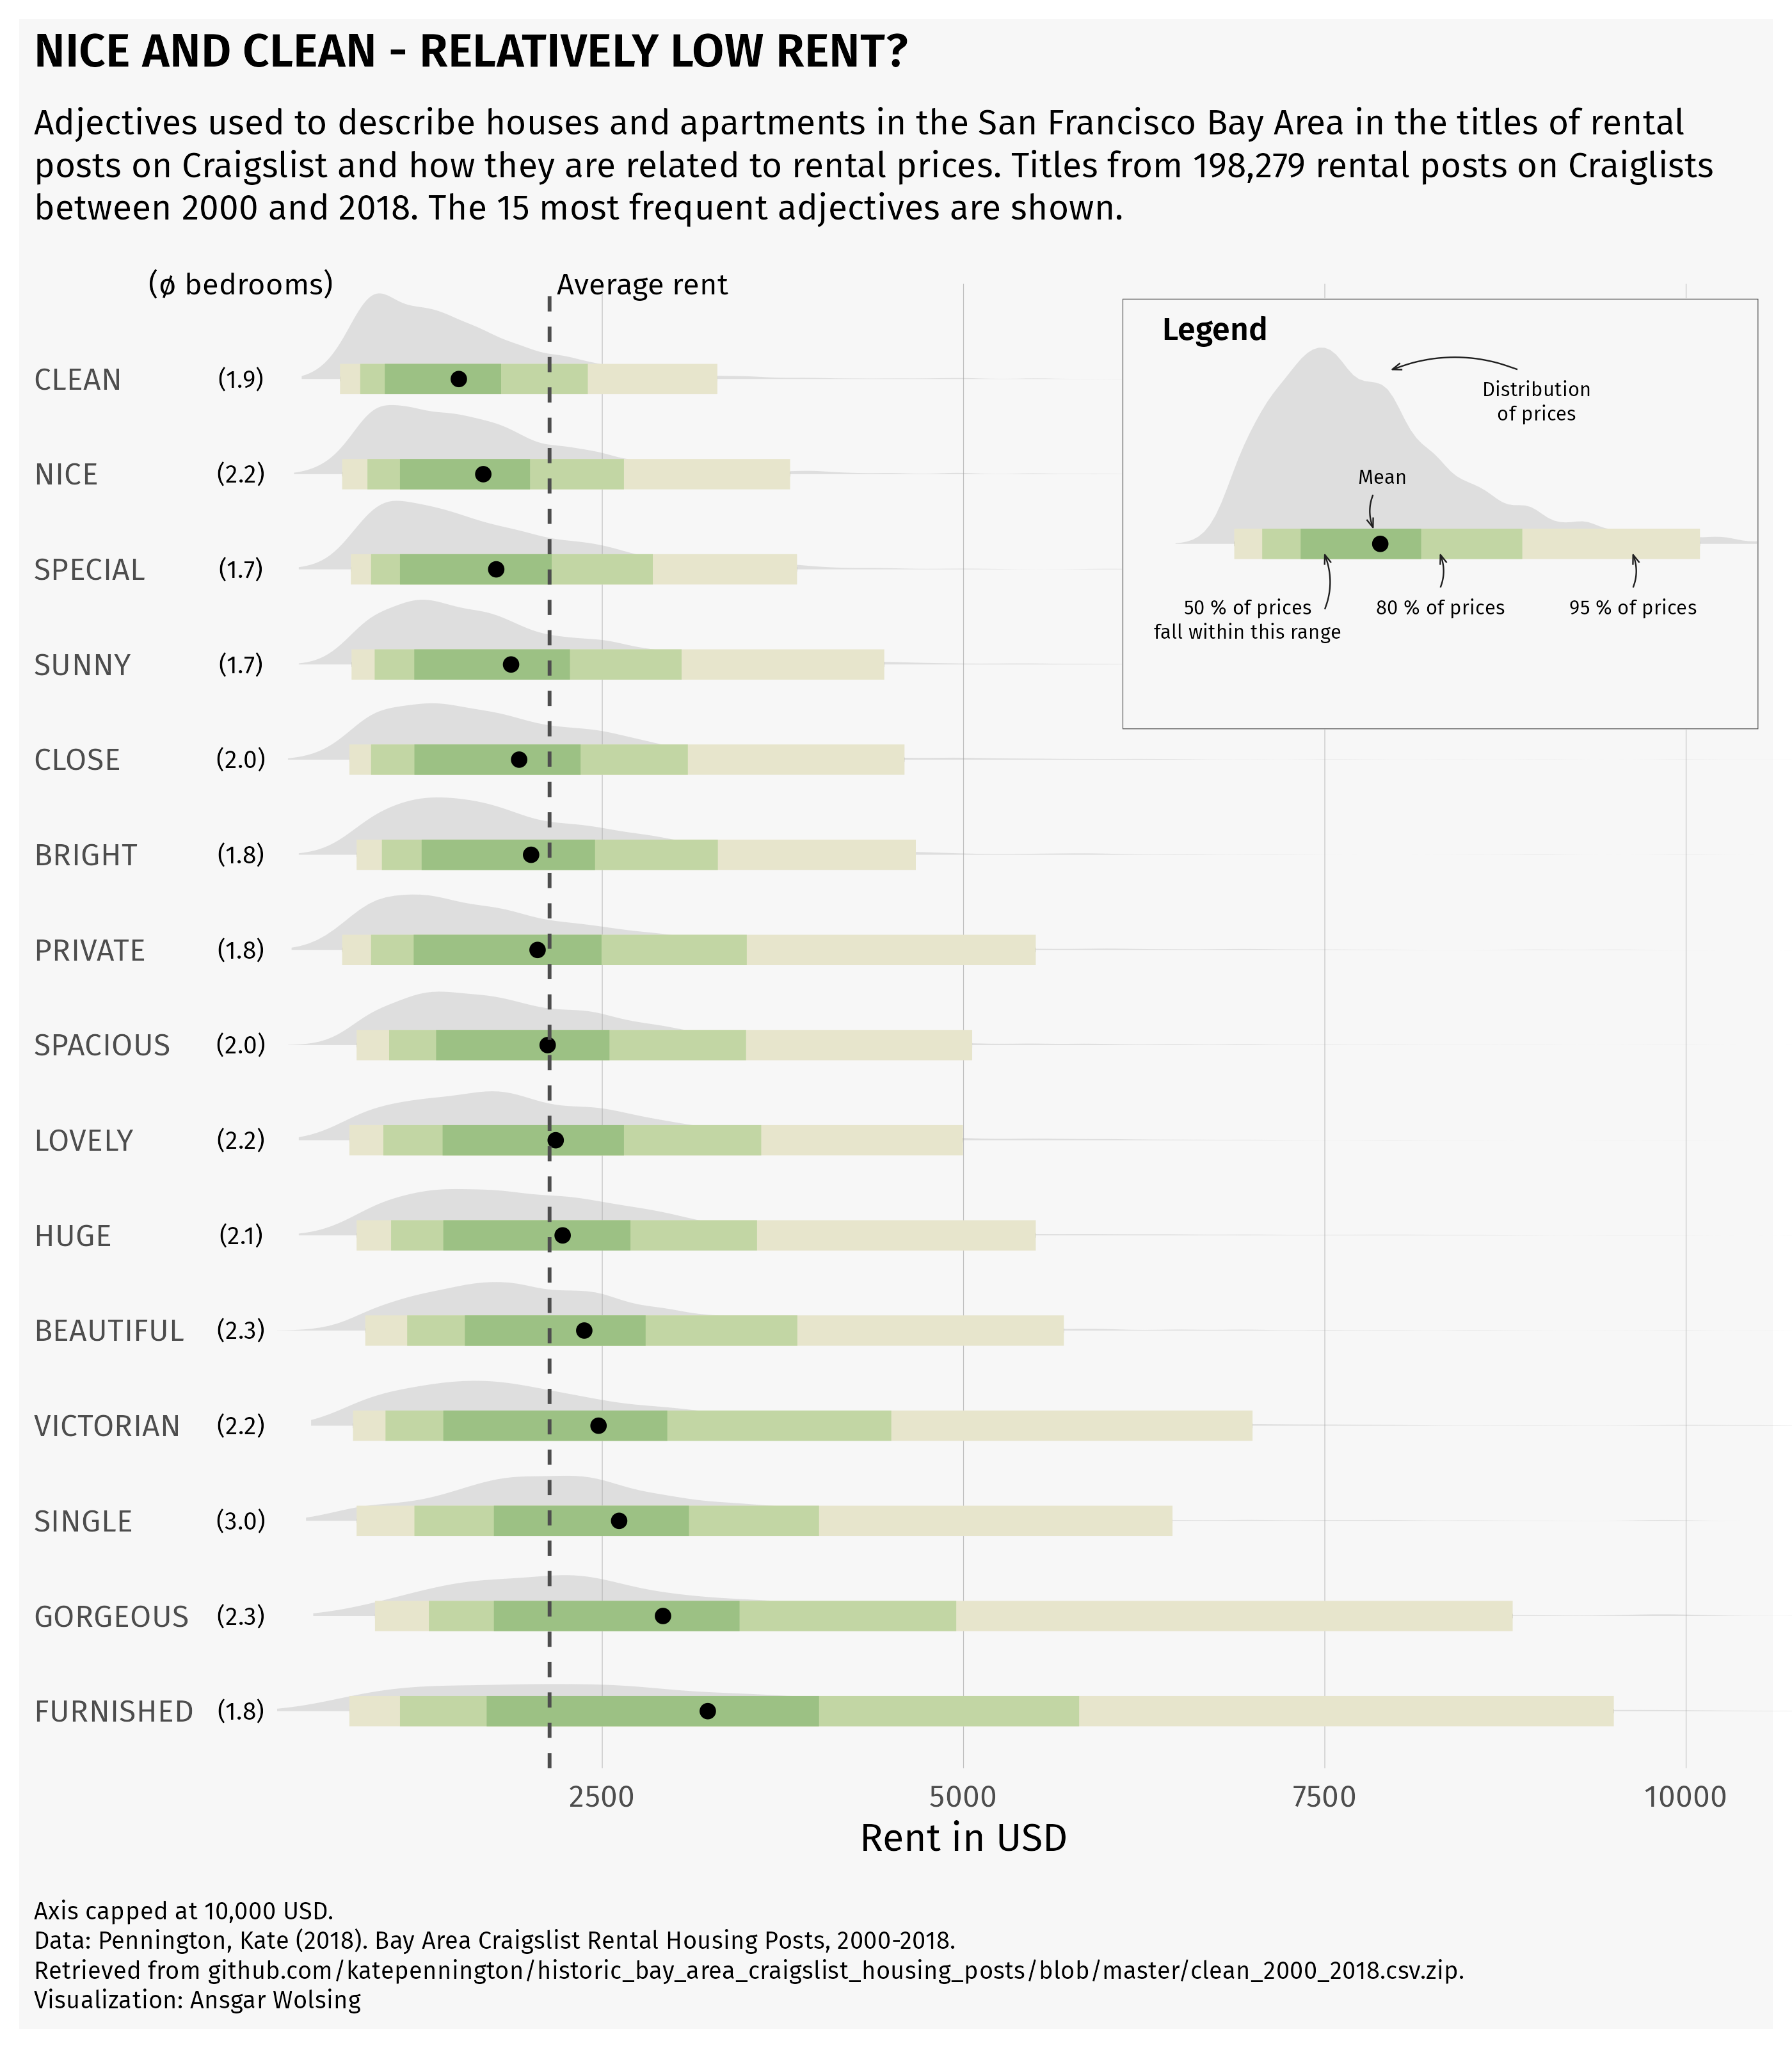 NICE AND CLEAN - RELATIVELY LOW RENT?
Adjectives used to describe houses and apartments in the San Francisco Bay Area in the titles of rental
posts on Craigslist and how they are related to rental prices. Titles from 198,279 rental posts on Craiglists
between 2000 and 2018. The 15 most frequent adjectives are shown.
(ø bedrooms)
Average rent
Legend
Distribution
of prices
Mean
50 % of prices
fall within this range
80 % of prices
95 % of prices
CLEAN (1.9)
NICE (2.2)
SPECIAL (1.7)
SUNNY (1.7)
CLOSE (2.0)
BRIGHT (1.8)
PRIVATE (1.8)
SPACIOUS (2.0)
LOVELY (2.2)
HUGE (2.1)
BEAUTIFUL (2.3)
VICTORIAN (2.2)
SINGLE (3.0)
GORGEOUS (2.3)
FURNISHED (1.8)
2500 5000 7500 10000
Rent in USD
Axis capped at 10,000 USD.
Data: Pennington, Kate (2018). Bay Area Craigslist Rental Housing Posts, 2000-2018.
Retrieved from github.com/katepennington/historic_bay_area_craigslist_housing_posts/blob/master/clean_2000_2018.csv.zip.
Visualization: Ansgar Wolsing